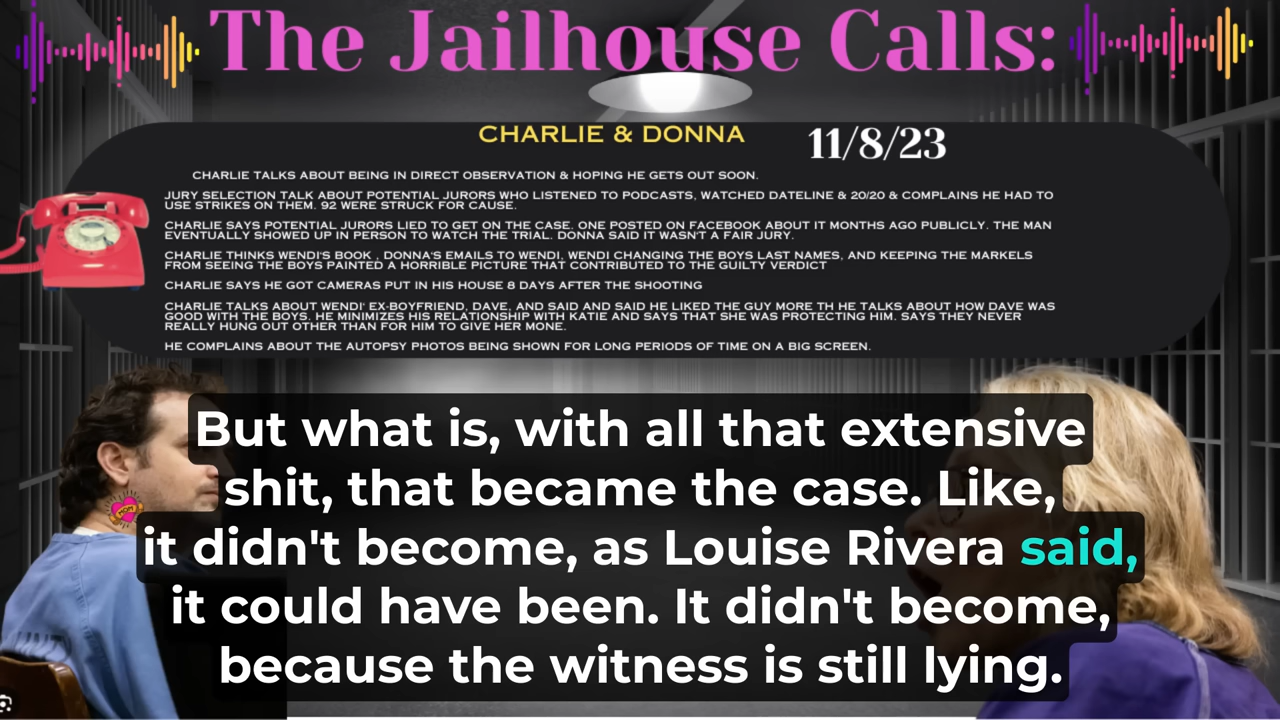 The Jailhouse Calls:
CHARLIE & DONNA 11/8/23
CHARLIE TALKS ABOUT BEING IN DIRECT OBSERVATION & HOPING HE GETS OUT SOON.
JURY SELECTION TALK ABOUT POTENTIAL JURORS WHO LISTENED TO PODCASTS, WATCHED DATELINE & 20/20 & COMPLAINS HE HAD TO
USE STRIKES ON THEM. 92 WERE STRUCK FOR CAUSE.
CHARLIE SAYS POTENTIAL JURORS LIED TO GET ON THE CASE. ONE POSTED ON FACEBOOK ABOUT IT MONTHS AGO PUBLICLY. THE MAN
EVENTUALLY SHOWED UP IN PERSON TO WATCH THE TRIAL. DONNA SAID IT WASN'T A FAIR JURY.
CHARLIE THINKS WENDI'S BOOK , DONNA'S EMAILS TO WENDI, WENDI CHANGING THE BOYS LAST NAMES, AND KEEPING THE MARKELS
FROM SEEING THE BOYS PAINTED A HORRIBLE PICTURE THAT CONTRIBUTED TO THE GUILTY VERDICT
CHARLIE SAYS HE GOT CAMERAS PUT IN HIS HOUSE 8 DAYS AFTER THE SHOOTING
CHARLIE TALKS ABOUT WENDI' EX-BOYFRIEND, DAVE, AND SAID AND SAID HE LIKED THE GUY MORE TH HE TALKS ABOUT HOW DAVE WAS
GOOD WITH THE BOYS. HE MINIMIZES HIS RELATIONSHIP WITH KATIE AND SAYS THAT SHE WAS PROTECTING HIM. SAYS THEY NEVER
REALLY HUNG OUT OTHER THAN FOR HIM TO GIVE HER MONE.
HE COMPLAINS ABOUT THE AUTOPSY PHOTOS BEING SHOWN FOR LONG PERIODS OF TIME ON A BIG SCREEN.
MOM
But what is, with all that extensive
shit, that became the case. Like,
it didn't become, as Louise Rivera said,
it could have been. It didn't become,
because the witness is still lying.